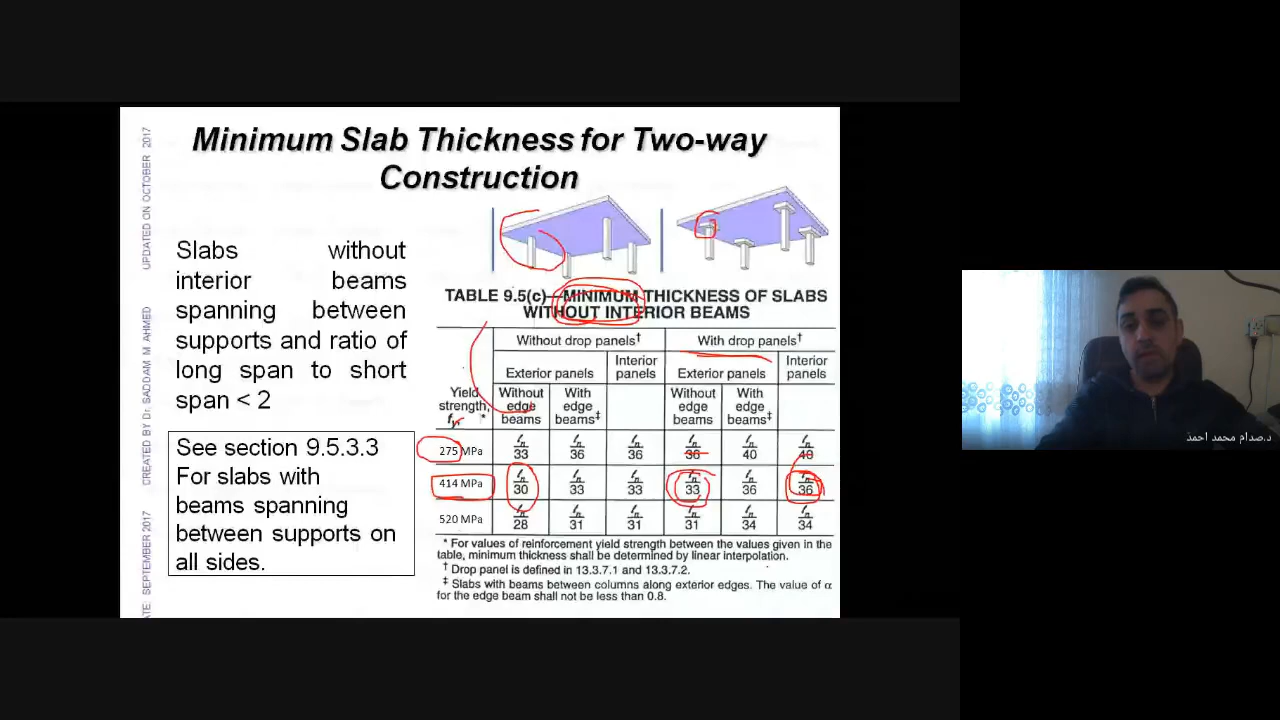 Minimum Slab Thickness for Two-way
Construction
UPDATED ON OCTOBER 2017
CREATED BY Dr. SADDAM M AHMED
ATE: SEPTEMBER 2017
Slabs without
interior beams
spanning between
supports and ratio of
long span to short
span < 2
See section 9.5.3.3
For slabs with
beams spanning
between supports on
all sides.
TABLE 9.5(c)—MINIMUM THICKNESS OF SLABS
WITHOUT INTERIOR BEAMS
Without drop panels† With drop panels†
Yield strength, fy, * Exterior panels Interior panels Exterior panels Interior panels
Without edge beams With edge beams‡ Without edge beams With edge beams‡
275 MPa ℓn/33 ℓn/36 ℓn/36 ℓn/36 ℓn/40 ℓn/40
414 MPa ℓn/30 ℓn/33 ℓn/33 ℓn/33 ℓn/36 ℓn/36
520 MPa ℓn/28 ℓn/31 ℓn/31 ℓn/31 ℓn/34 ℓn/34
* For values of reinforcement yield strength between the values given in the
table, minimum thickness shall be determined by linear interpolation.
† Drop panel is defined in 13.3.7.1 and 13.3.7.2.
‡ Slabs with beams between columns along exterior edges. The value of α
for the edge beam shall not be less than 0.8.
د.صدام محمد احمد